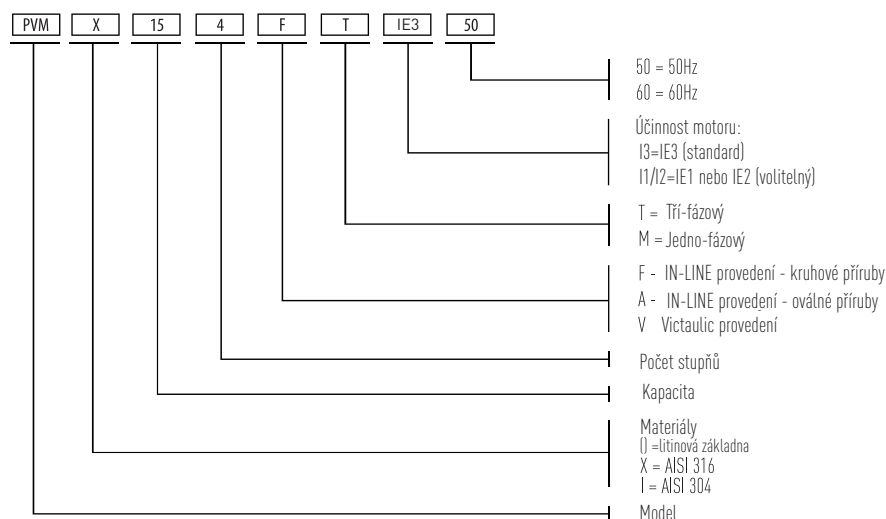 PVM X 15 4 F T IE3 50
50 = 50Hz
60 = 60Hz
Účinnost motoru:
I3=IE3 (standard)
I1/I2=IE1 nebo IE2 (volitelný)
T = Tří-fázový
M = Jedno-fázový
F - IN-LINE provedení - kruhové příruby
A - IN-LINE provedení - oválné příruby
V Victaulic provedení
Počet stupňů
Kapacita
Materiály
() =litinová základna
X = AISI 316
I = AISI 304
Model